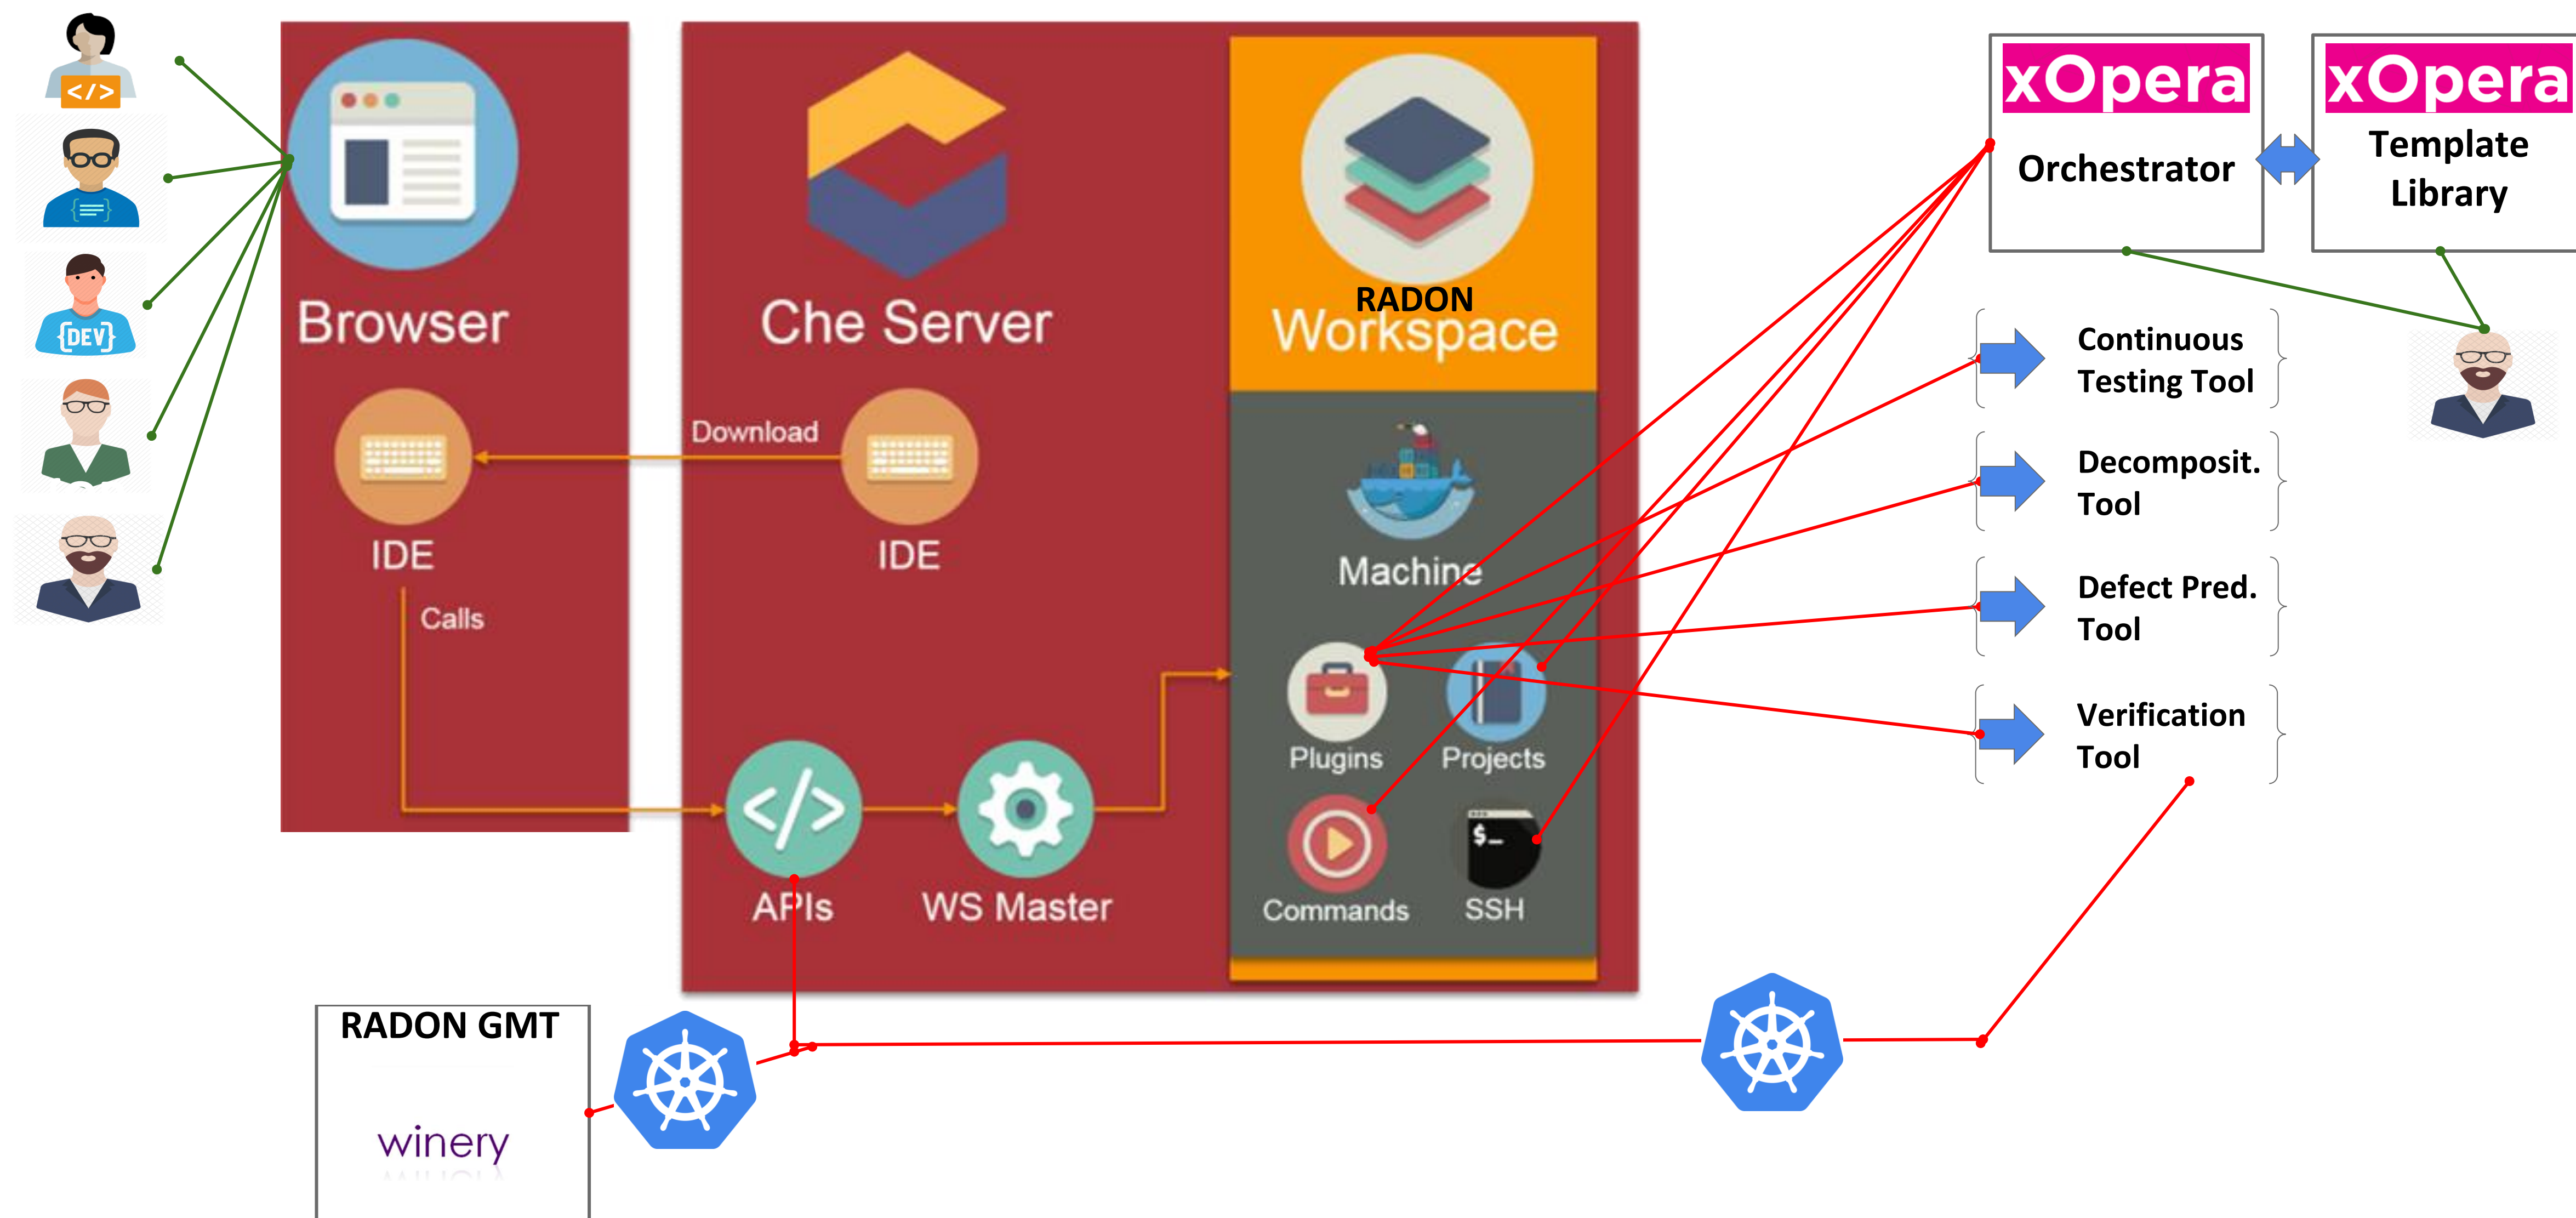 </>
{≡}
{DEV}
Browser
IDE
Calls
Download
Che Server
IDE
</>
APIs
WS Master
RADON
Workspace
Machine
Plugins
Projects
Commands
$_
SSH
xOpera
Orchestrator
xOpera
Template
Library
Continuous
Testing Tool
Decomposit.
Tool
Defect Pred.
Tool
Verification
Tool
RADON GMT
winery